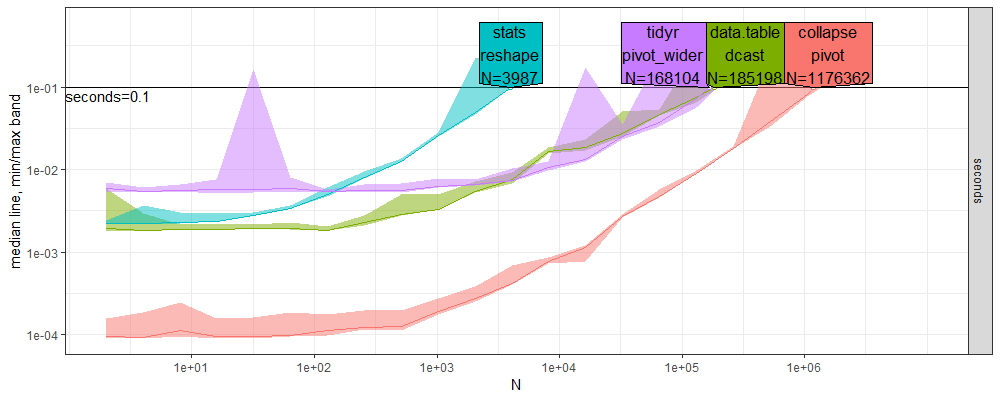 stats
reshape
N=3987
tidyr
pivot_wider
N=168104
data.table
dcast
N=185198
collapse
pivot
N=1176362
seconds=0.1
1e-01
1e-02
1e-03
1e-04
median line, min/max band
seconds
1e+01
1e+02
1e+03
1e+04
1e+05
1e+06
N